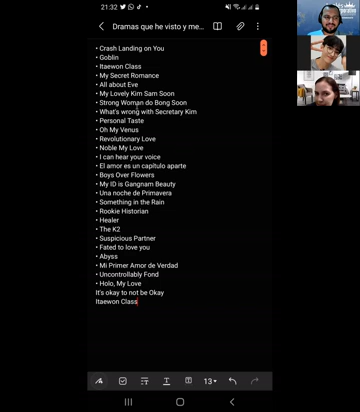 21:32
Dramas que he visto y me...
• Crash Landing on You
• Goblin
• Itaewon Class
• My Secret Romance
• All about Eve
• My Lovely Kim Sam Soon
• Strong Woman do Bong Soon
• What's wrong with Secretary Kim
• Personal Taste
• Oh My Venus
• Revolutionary Love
• Noble My Love
• I can hear your voice
• El amor es un capítulo aparte
• Boys Over Flowers
• My ID is Gangnam Beauty
• Una noche de Primavera
• Something in the Rain
• Rookie Historian
• Healer
• The K2
• Suspicious Partner
• Fated to love you
• Abyss
• Mi Primer Amor de Verdad
• Uncontrollably Fond
• Holo, My Love
It's okay to not be Okay
Itaewon Class
13